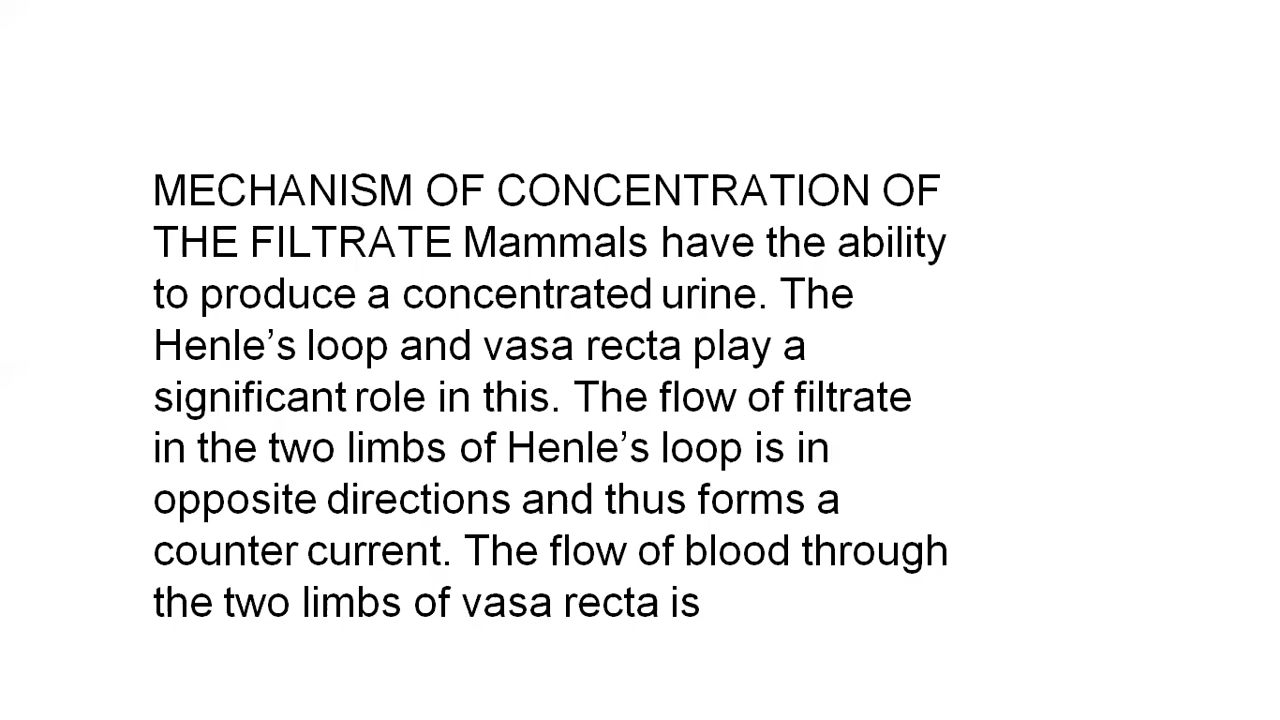 MECHANISM OF CONCENTRATION OF
THE FILTRATE Mammals have the ability
to produce a concentrated urine. The
Henle’s loop and vasa recta play a
significant role in this. The flow of filtrate
in the two limbs of Henle’s loop is in
opposite directions and thus forms a
counter current. The flow of blood through
the two limbs of vasa recta is